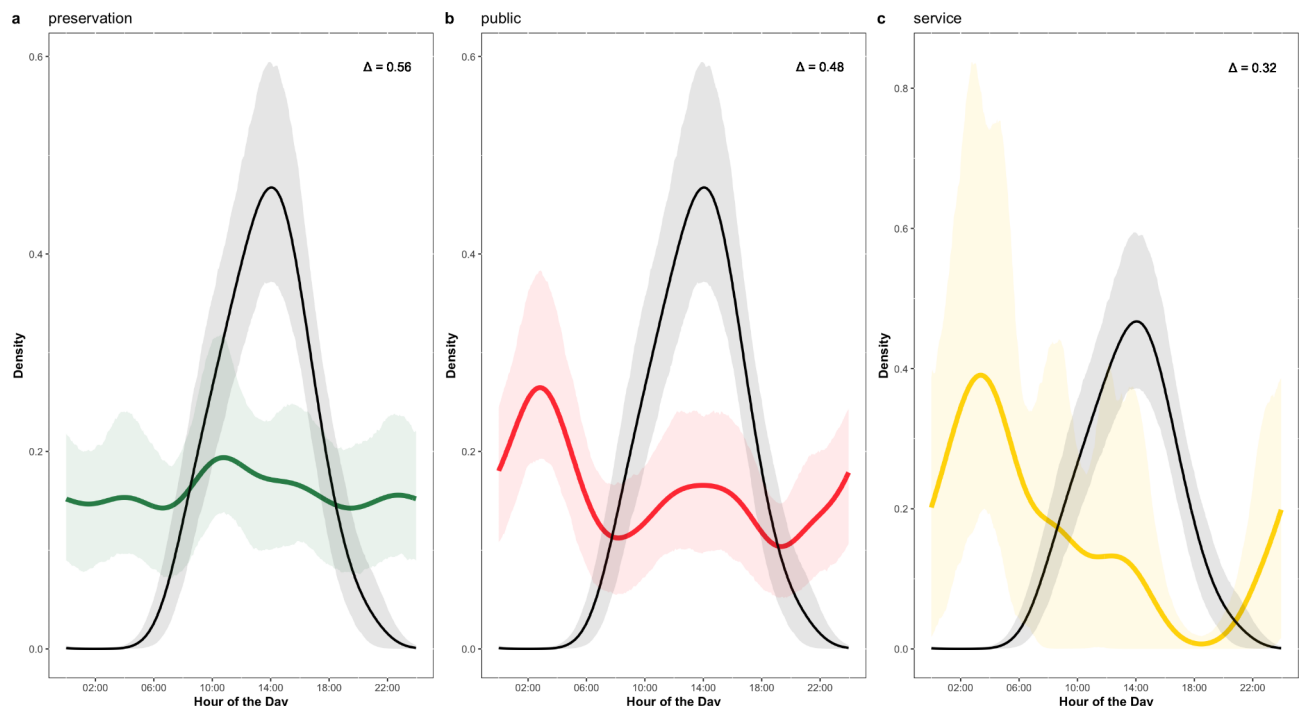 a preservation
Δ = 0.56
0.6
0.4
0.2
0.0
Density
02:00 06:00 10:00 14:00 18:00 22:00
Hour of the Day
b public
Δ = 0.48
0.6
0.4
0.2
0.0
Density
02:00 06:00 10:00 14:00 18:00 22:00
Hour of the Day
c service
Δ = 0.32
0.8
0.6
0.4
0.2
0.0
Density
02:00 06:00 10:00 14:00 18:00 22:00
Hour of the Day